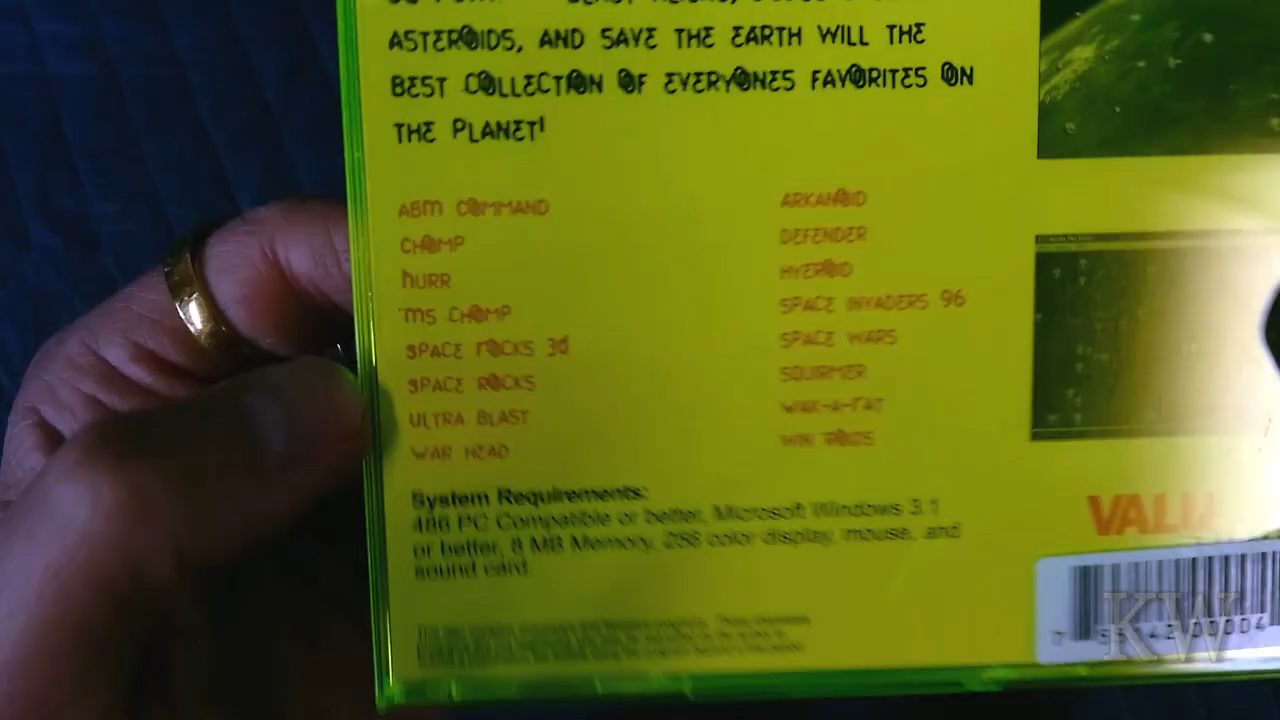 ASTEROIDS, AND SAVE THE EARTH WILL THE
BEST COLLECTION OF EVERYONES FAVORITES ON
THE PLANET!
ABM COMMAND
CHOMP
HURR
MS CHOMP
SPACE ROCKS 3d
SPACE ROCKS
ULTRA BLAST
WAR HEAD
ARKANOID
DEFENDER
HYEROID
SPACE INVADERS 96
SPACE WARS
SQUIRMER
WAK-A-RAT
WIN ROIDS
System Requirements:
486 PC Compatible or better, Microsoft Windows 3.1
or better, 8 MB Memory, 256 color display, mouse, and
sound card.
VALU
KW